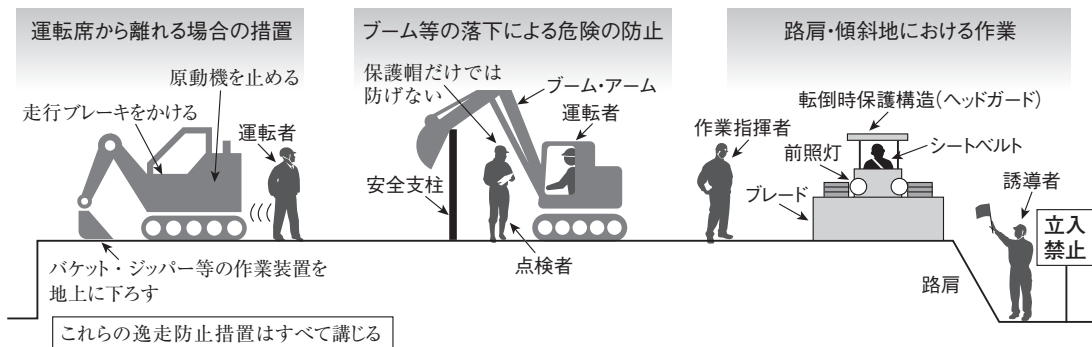 運転席から離れる場合の措置
原動機を止める
走行ブレーキをかける
運転者
バケット・ジッパー等の作業装置を
地上に下ろす
これらの逸走防止措置はすべて講じる
ブーム等の落下による危険の防止
保護帽だけでは
防げない
ブーム・アーム
運転者
安全支柱
点検者
路肩・傾斜地における作業
転倒時保護構造(ヘッドガード)
作業指揮者
前照灯
シートベルト
ブレード
誘導者
立入
禁止
路肩